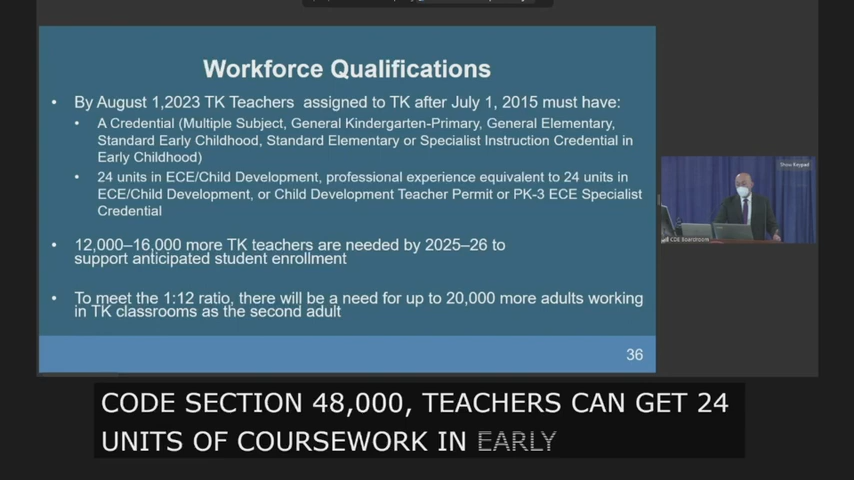 Workforce Qualifications
• By August 1,2023 TK Teachers assigned to TK after July 1, 2015 must have:
• A Credential (Multiple Subject, General Kindergarten-Primary, General Elementary,
Standard Early Childhood, Standard Elementary or Specialist Instruction Credential in
Early Childhood)
• 24 units in ECE/Child Development, professional experience equivalent to 24 units in
ECE/Child Development, or Child Development Teacher Permit or PK-3 ECE Specialist
Credential
• 12,000–16,000 more TK teachers are needed by 2025–26 to
support anticipated student enrollment
• To meet the 1:12 ratio, there will be a need for up to 20,000 more adults working
in TK classrooms as the second adult
36
Show Keypad
CDE Boardroom
CODE SECTION 48,000, TEACHERS CAN GET 24
UNITS OF COURSEWORK IN EARLY